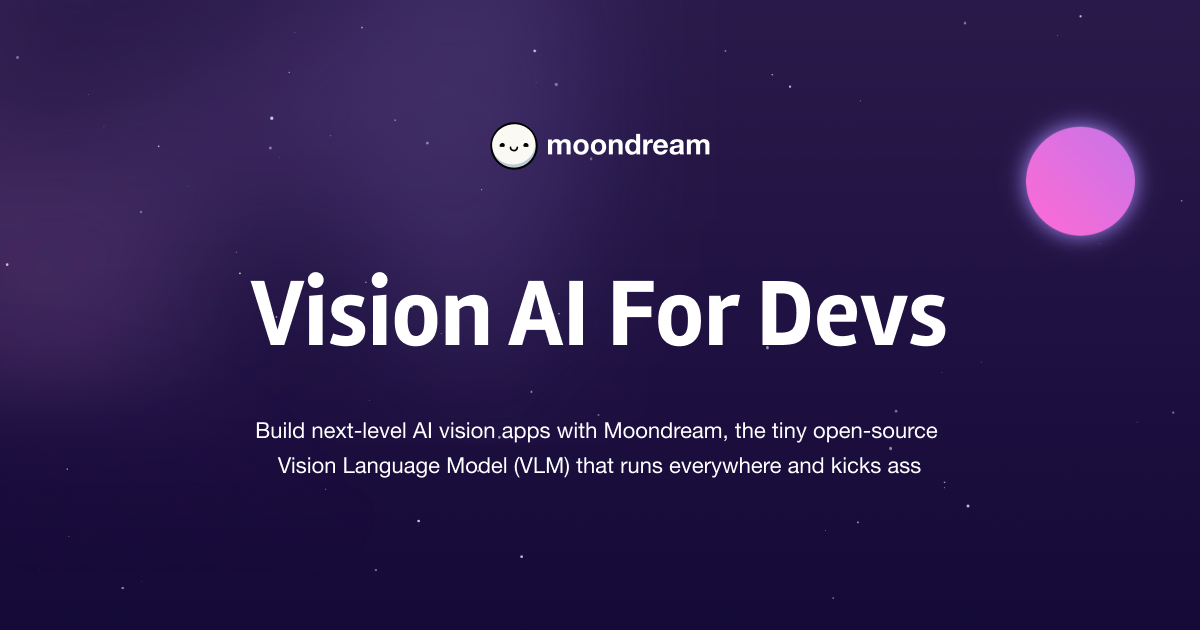 moondream
Vision AI For Devs
Build next-level AI vision apps with Moondream, the tiny open-source
Vision Language Model (VLM) that runs everywhere and kicks ass